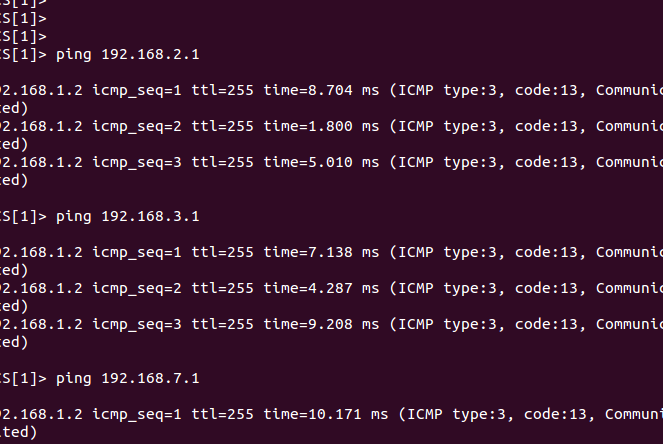 CS[1]>
CS[1]>
CS[1]>
CS[1]> ping 192.168.2.1
92.168.1.2 icmp_seq=1 ttl=255 time=8.704 ms (ICMP type:3, code:13, Communic
ted)
92.168.1.2 icmp_seq=2 ttl=255 time=1.800 ms (ICMP type:3, code:13, Communic
ted)
92.168.1.2 icmp_seq=3 ttl=255 time=5.010 ms (ICMP type:3, code:13, Communic
ted)
CS[1]> ping 192.168.3.1
92.168.1.2 icmp_seq=1 ttl=255 time=7.138 ms (ICMP type:3, code:13, Communic
ted)
92.168.1.2 icmp_seq=2 ttl=255 time=4.287 ms (ICMP type:3, code:13, Communic
ted)
92.168.1.2 icmp_seq=3 ttl=255 time=9.208 ms (ICMP type:3, code:13, Communic
ted)
CS[1]> ping 192.168.7.1
92.168.1.2 icmp_seq=1 ttl=255 time=10.171 ms (ICMP type:3, code:13, Communi
ited)